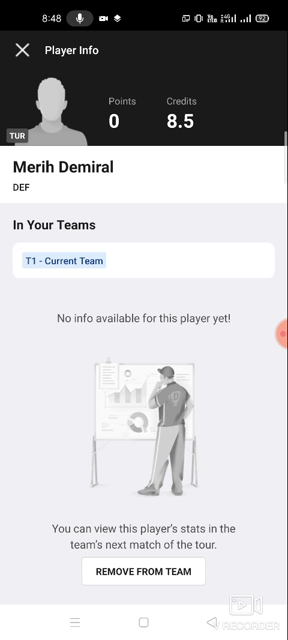 8:48
92
Player Info
Points
Credits
0
8.5
TUR
Merih Demiral
DEF
In Your Teams
T1 - Current Team
No info available for this player yet!
You can view this player's stats in the
team's next match of the tour.
REMOVE FROM TEAM
RECORDER